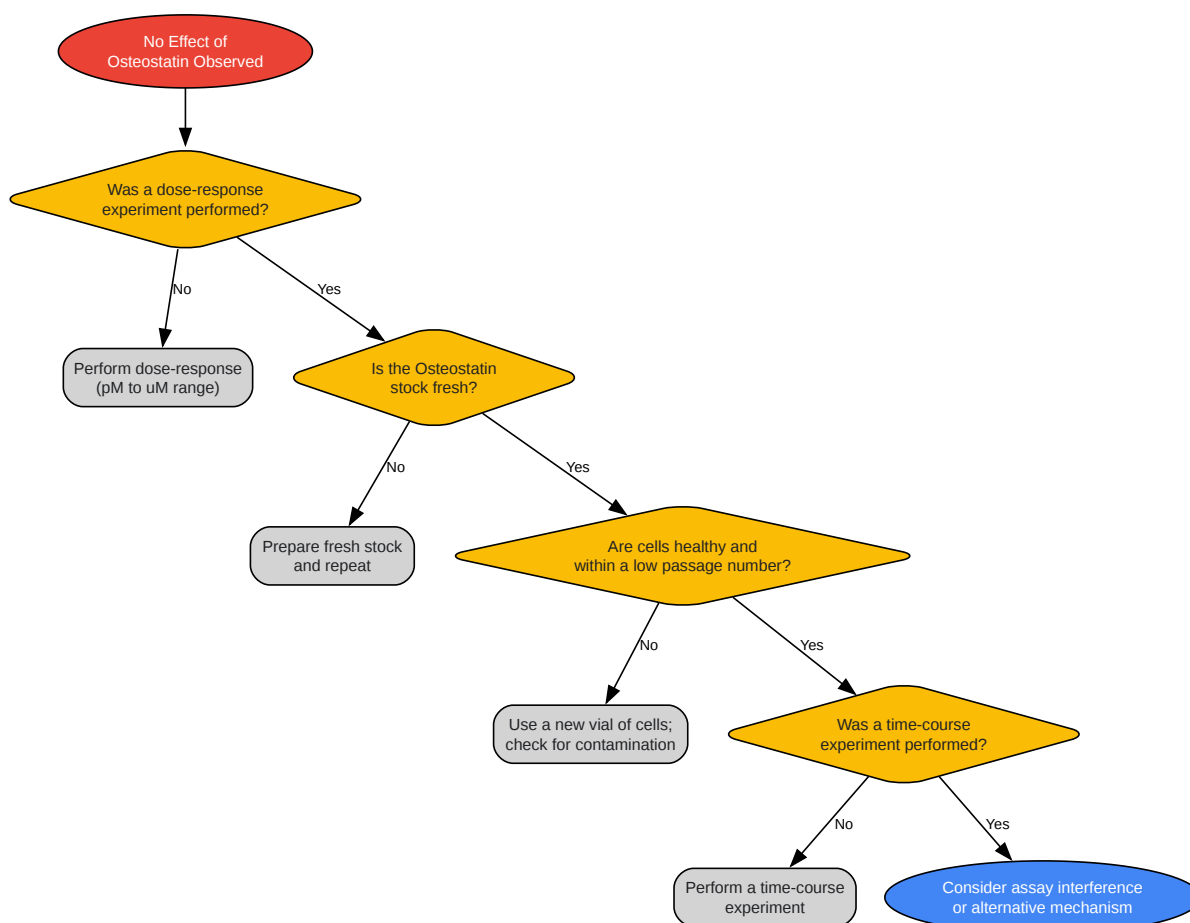 No Effect of
Osteostatin Observed
Was a dose-response
experiment performed?
No
Yes
Perform dose-response
(pM to uM range)
Is the Osteostatin
stock fresh?
No
Yes
Prepare fresh stock
and repeat
Are cells healthy and
within a low passage number?
No
Yes
Use a new vial of cells;
check for contamination
Was a time-course
experiment performed?
No
Yes
Perform a time-course
experiment
Consider assay interference
or alternative mechanism